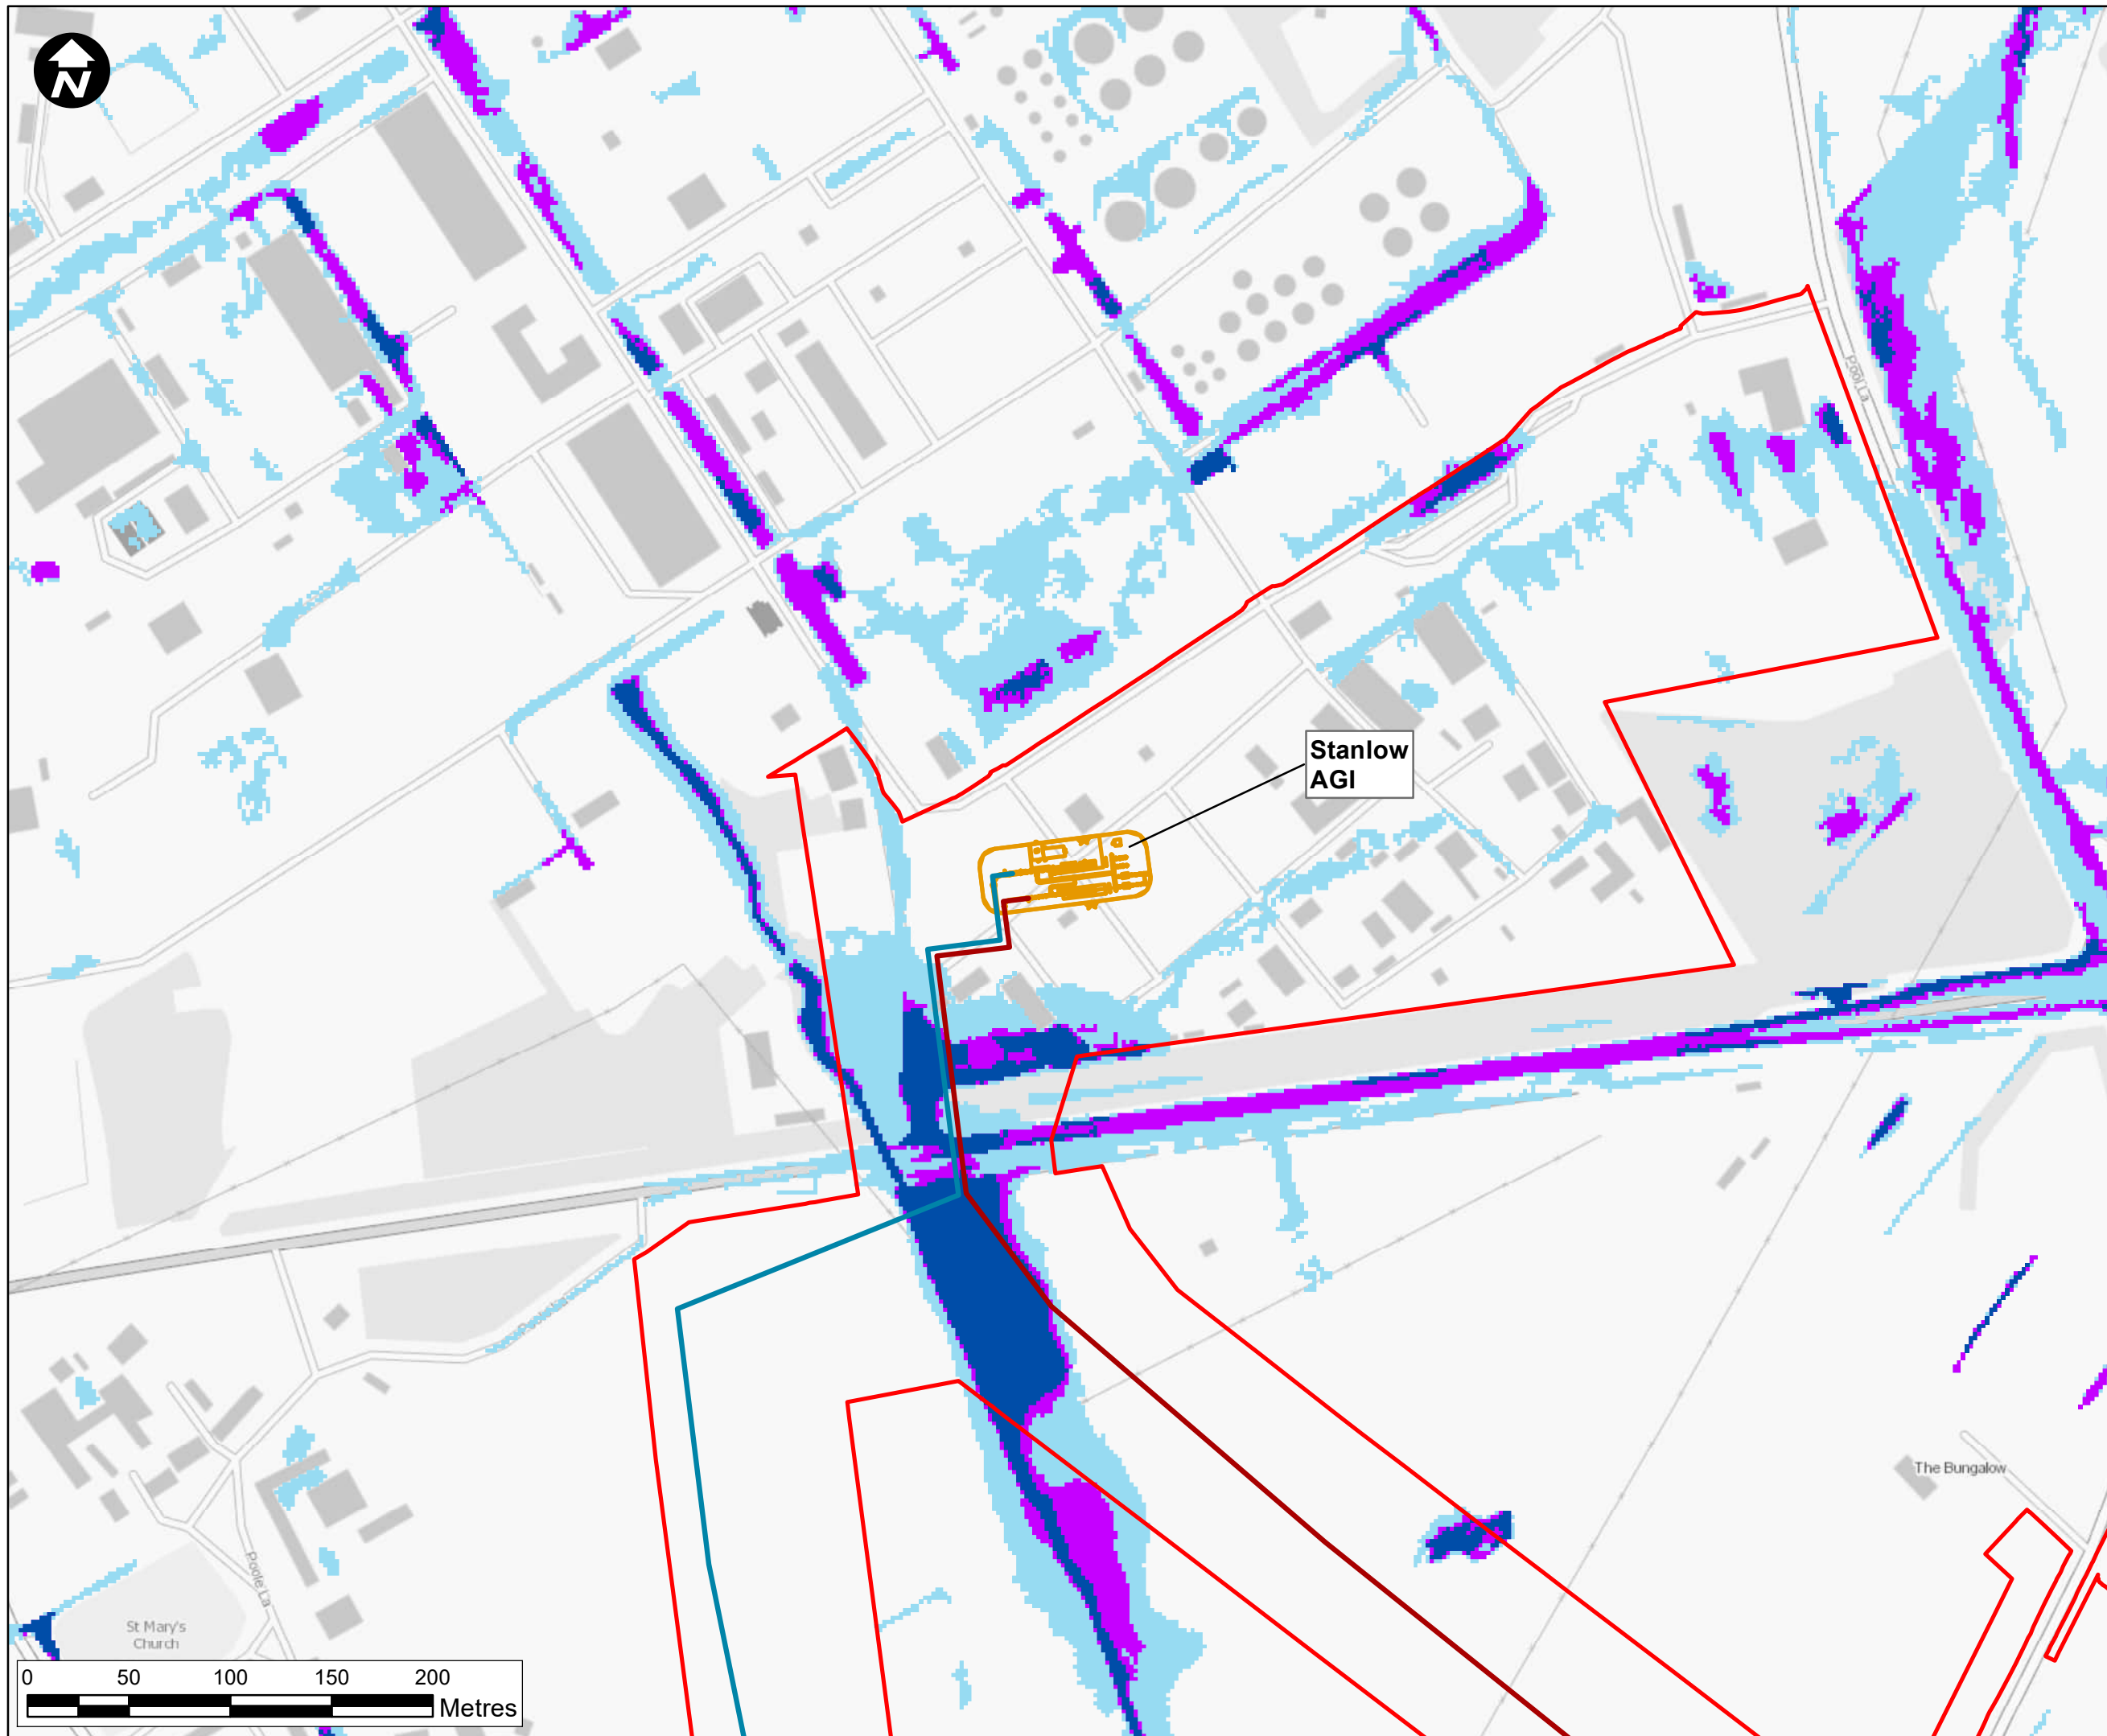 N
Pool La
Stanlow
AGI
The Bungalow
Poole La
St Mary's
Church
0 50 100 150 200
Metres